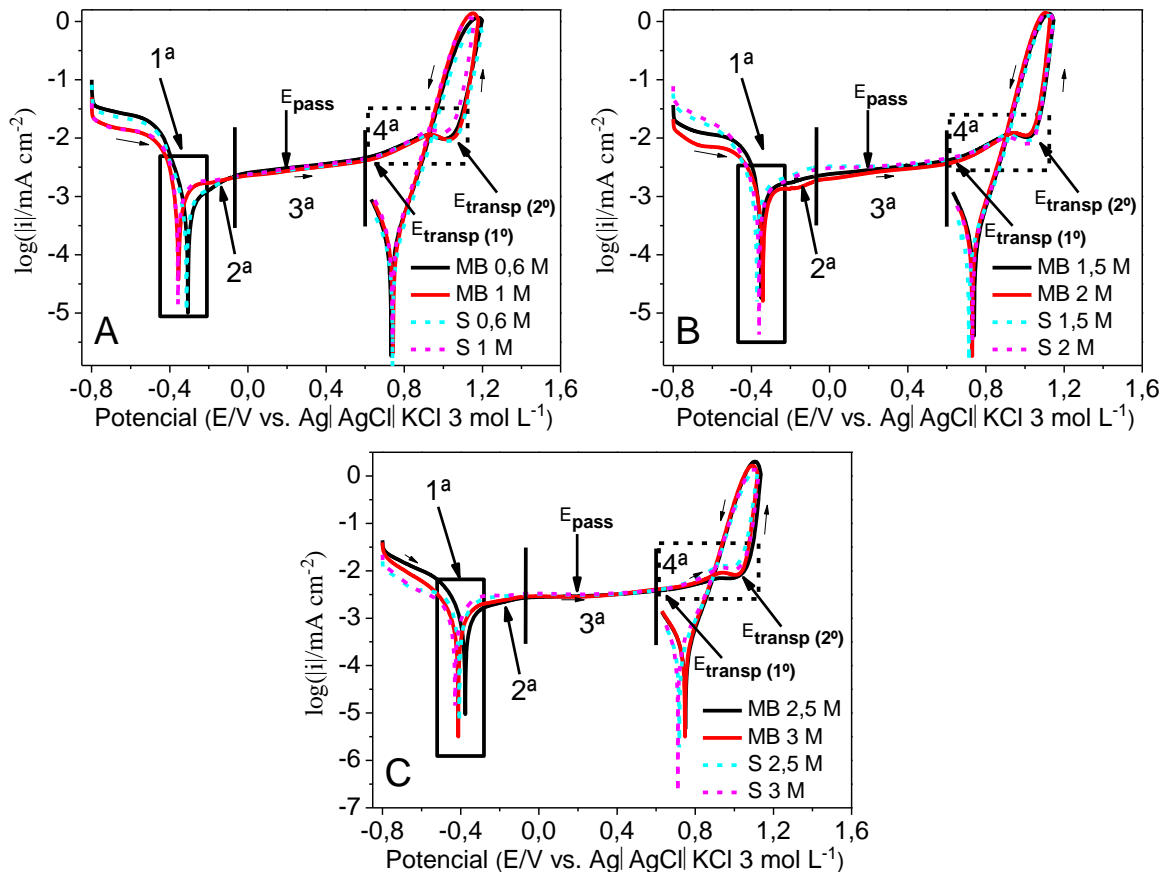 0
-1
-2
-3
-4
-5
log(|i|/mA cm-2)
1ª
Epass
4ª
Etransp (2º)
3ª
Etransp (1º)
2ª
MB 0,6 M
MB 1 M
S 0,6 M
S 1 M
A
-0,8 -0,4 0,0 0,4 0,8 1,2 1,6
Potencial (E/V vs. Ag| AgCl| KCl 3 mol L-1)
0
-1
-2
-3
-4
-5
log(|i|/mA cm-2)
1ª
Epass
4ª
Etransp (2º)
3ª
Etransp (1º)
2ª
MB 1,5 M
MB 2 M
S 1,5 M
S 2 M
B
-0,8 -0,4 0,0 0,4 0,8 1,2 1,6
Potencial (E/V vs. Ag| AgCl| KCl 3 mol L-1)
0
-1
-2
-3
-4
-5
-6
-7
log(|i|/mA cm-2)
1ª
Epass
4ª
3ª
Etransp (2º)
Etransp (1º)
2ª
MB 2,5 M
MB 3 M
S 2,5 M
S 3 M
C
-0,8 -0,4 0,0 0,4 0,8 1,2 1,6
Potencial (E/V vs. Ag| AgCl| KCl 3 mol L-1)